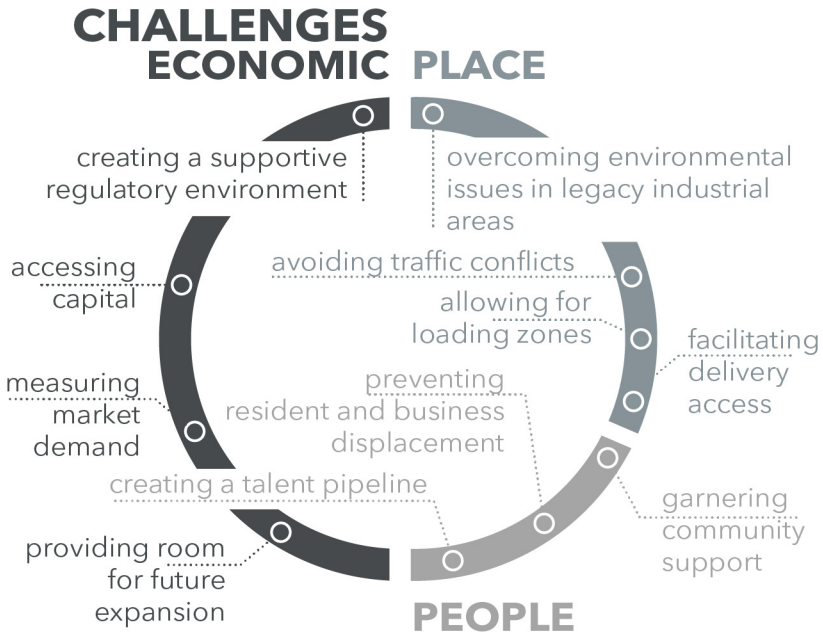 CHALLENGES
ECONOMIC
creating a supportive
regulatory environment
accessing
capital
measuring
market
demand
providing room
for future
expansion
PLACE
overcoming environmental
issues in legacy industrial
areas
avoiding traffic conflicts
allowing for
loading zones
facilitating
delivery
access
preventing
resident and business
displacement
creating a talent pipeline
garnering
community
support
PEOPLE